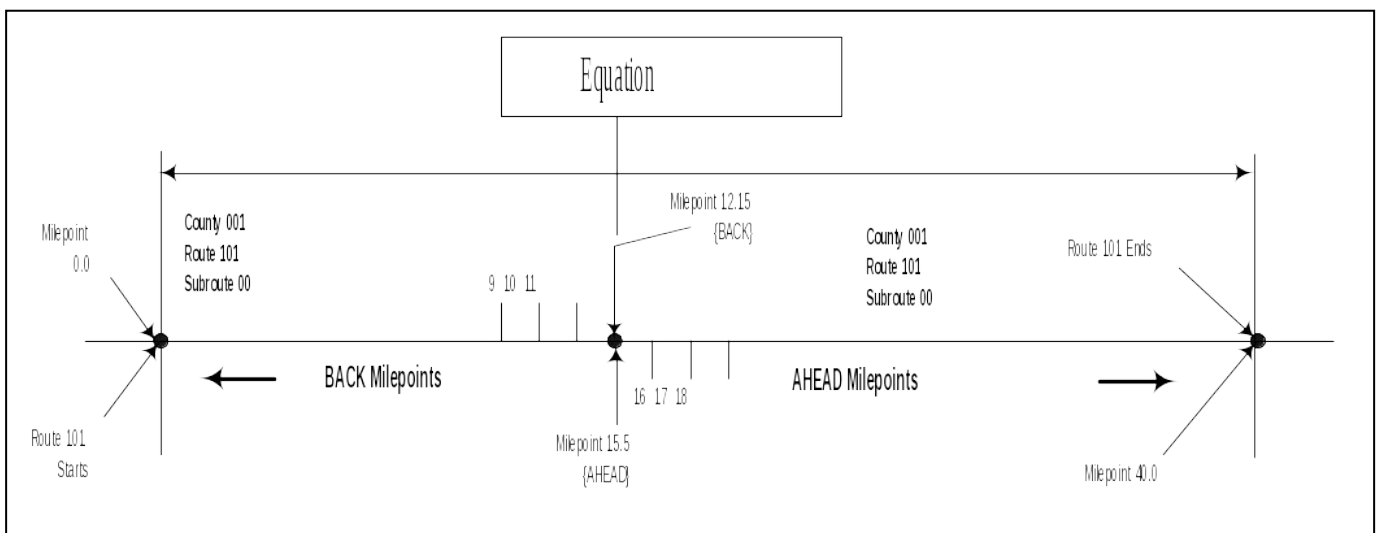 Equation
Milepoint 12.15
{BACK}
County 001
Route 101
Subroute 00
Milepoint
0.0
County 001
Route 101
Subroute 00
Route 101 Ends
9 10 11
BACK Milepoints
AHEAD Milepoints
16 17 18
Route 101
Starts
Milepoint 15.5
{AHEAD}
Milepoint 40.0